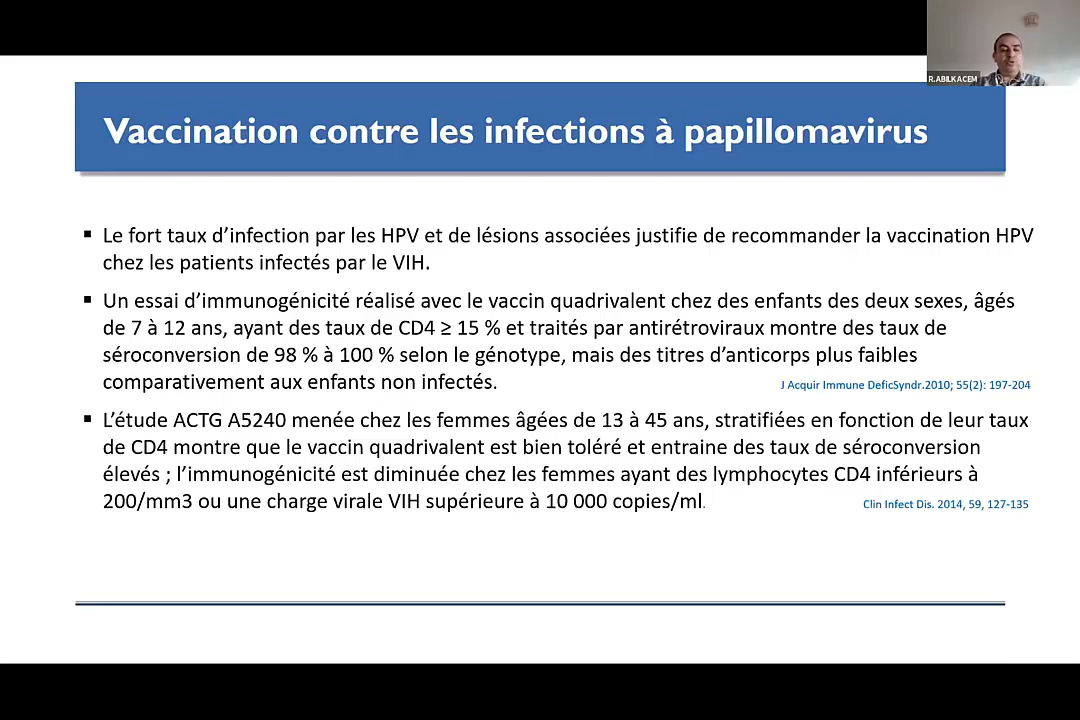 R.ABILKACEM
Vaccination contre les infections à papillomavirus
▪ Le fort taux d’infection par les HPV et de lésions associées justifie de recommander la vaccination HPV
chez les patients infectés par le VIH.
▪ Un essai d’immunogénicité réalisé avec le vaccin quadrivalent chez des enfants des deux sexes, âgés
de 7 à 12 ans, ayant des taux de CD4 ≥ 15 % et traités par antirétroviraux montre des taux de
séroconversion de 98 % à 100 % selon le génotype, mais des titres d’anticorps plus faibles
comparativement aux enfants non infectés.
J Acquir Immune DeficSyndr.2010; 55(2): 197-204
▪ L’étude ACTG A5240 menée chez les femmes âgées de 13 à 45 ans, stratifiées en fonction de leur taux
de CD4 montre que le vaccin quadrivalent est bien toléré et entraine des taux de séroconversion
élevés ; l’immunogénicité est diminuée chez les femmes ayant des lymphocytes CD4 inférieurs à
200/mm3 ou une charge virale VIH supérieure à 10 000 copies/ml.
Clin Infect Dis. 2014, 59, 127-135